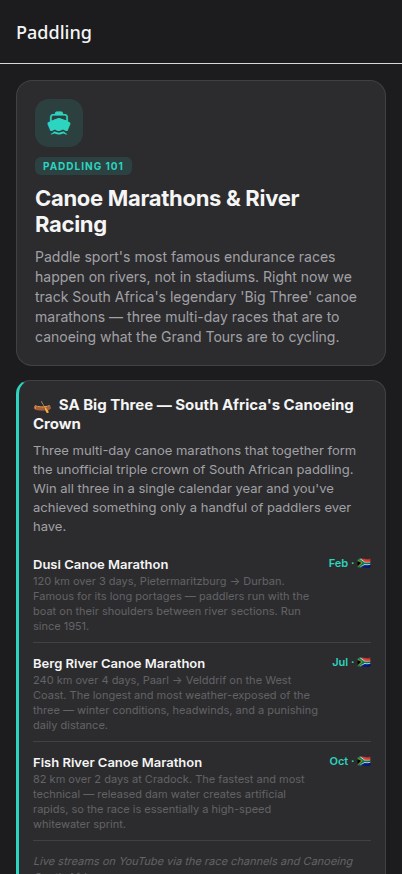 Paddling
PADDLING 101
Canoe Marathons & River
Racing
Paddle sport's most famous endurance races
happen on rivers, not in stadiums. Right now we
track South Africa's legendary 'Big Three' canoe
marathons — three multi-day races that are to
canoeing what the Grand Tours are to cycling.
SA Big Three — South Africa's Canoeing
Crown
Three multi-day canoe marathons that together form
the unofficial triple crown of South African paddling.
Win all three in a single calendar year and you've
achieved something only a handful of paddlers ever
have.
Dusi Canoe Marathon
Feb · 🇿🇦
120 km over 3 days, Pietermaritzburg → Durban.
Famous for its long portages — paddlers run with the
boat on their shoulders between river sections. Run
since 1951.
Berg River Canoe Marathon
Jul · 🇿🇦
240 km over 4 days, Paarl → Velddrif on the West
Coast. The longest and most weather-exposed of the
three — winter conditions, headwinds, and a punishing
daily distance.
Fish River Canoe Marathon
Oct · 🇿🇦
82 km over 2 days at Cradock. The fastest and most
technical — released dam water creates artificial
rapids, so the race is essentially a high-speed
whitewater sprint.
Live streams on YouTube via the race channels and Canoeing